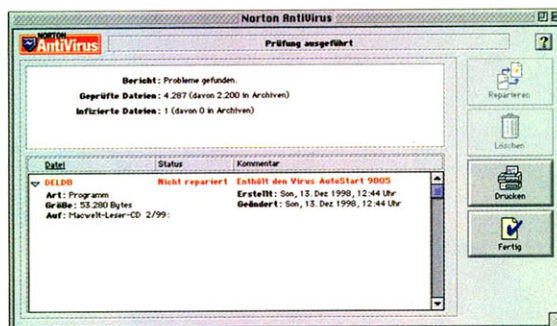 Norton AntiVirus
NORTON
AntiVirus
Prüfung ausgeführt
?
Bericht: Probleme gefunden.
Geprüfte Dateien: 4.287 (davon 2.200 in Archiven)
Infizierte Dateien: 1 (davon 0 in Archiven)
Reparieren
Löschen
Drucken
Fertig
Datei Status Kommentar
DELDB Nicht repariert Enthält den Virus AutoStart 9805
Art: Programm Erstellt: Son, 13. Dez 1998, 12:44 Uhr
Größe: 53.280 Bytes Geändert: Son, 13. Dez 1998, 12:44 Uhr
Auf: Macwelt-Leser-CD 2/99: